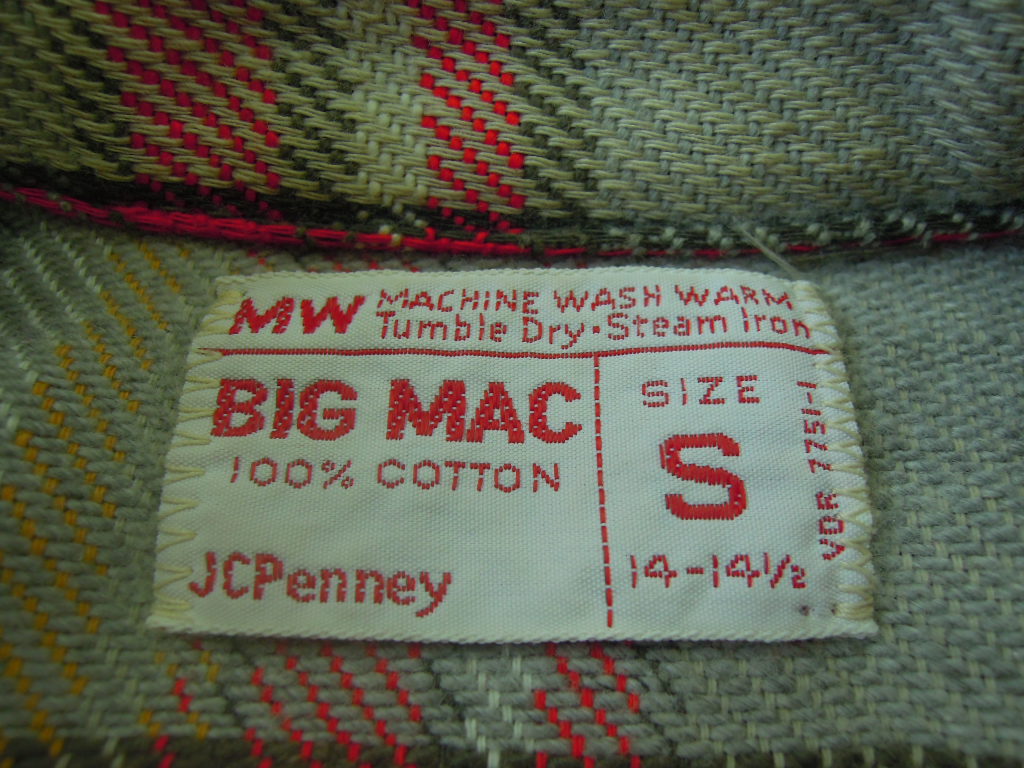 MW MACHINE WASH WARM
Tumble Dry·Steam Iron
BIG MAC
100% COTTON
JCPenney
SIZE
S
14-14½
VDR 7751-1